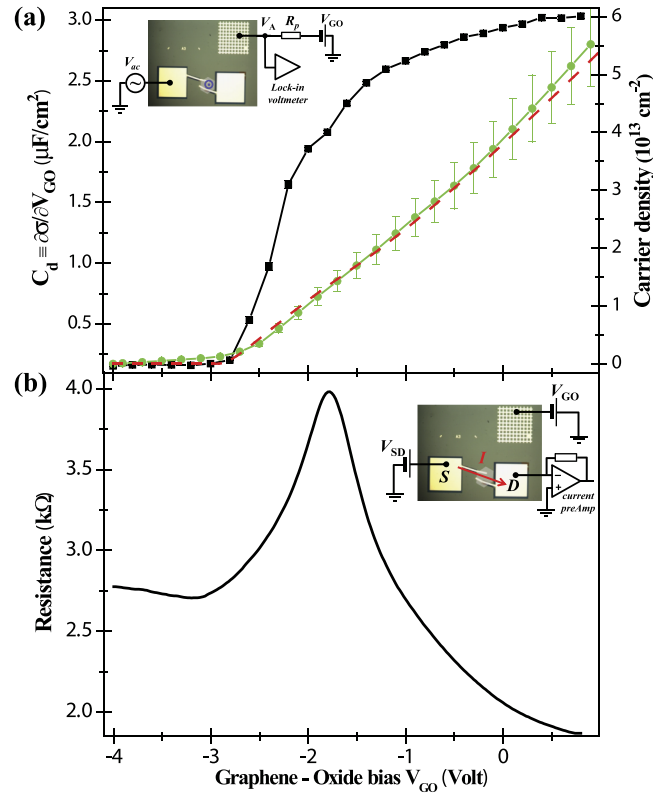 (a)
V_A R_p V_GO
V_ac
Lock-in
voltmeter
3.0
2.5
2.0
1.5
1.0
0.5
C_d ≡ ∂σ/∂V_GO (μF/cm²)
6
5
4
3
2
1
0
Carrier density (10¹³ cm⁻²)
(b)
V_GO
V_SD
I
S D
current
preAmp
4.0
3.5
3.0
2.5
2.0
Resistance (kΩ)
-4 -3 -2 -1 0
Graphene - Oxide bias V_GO (Volt)